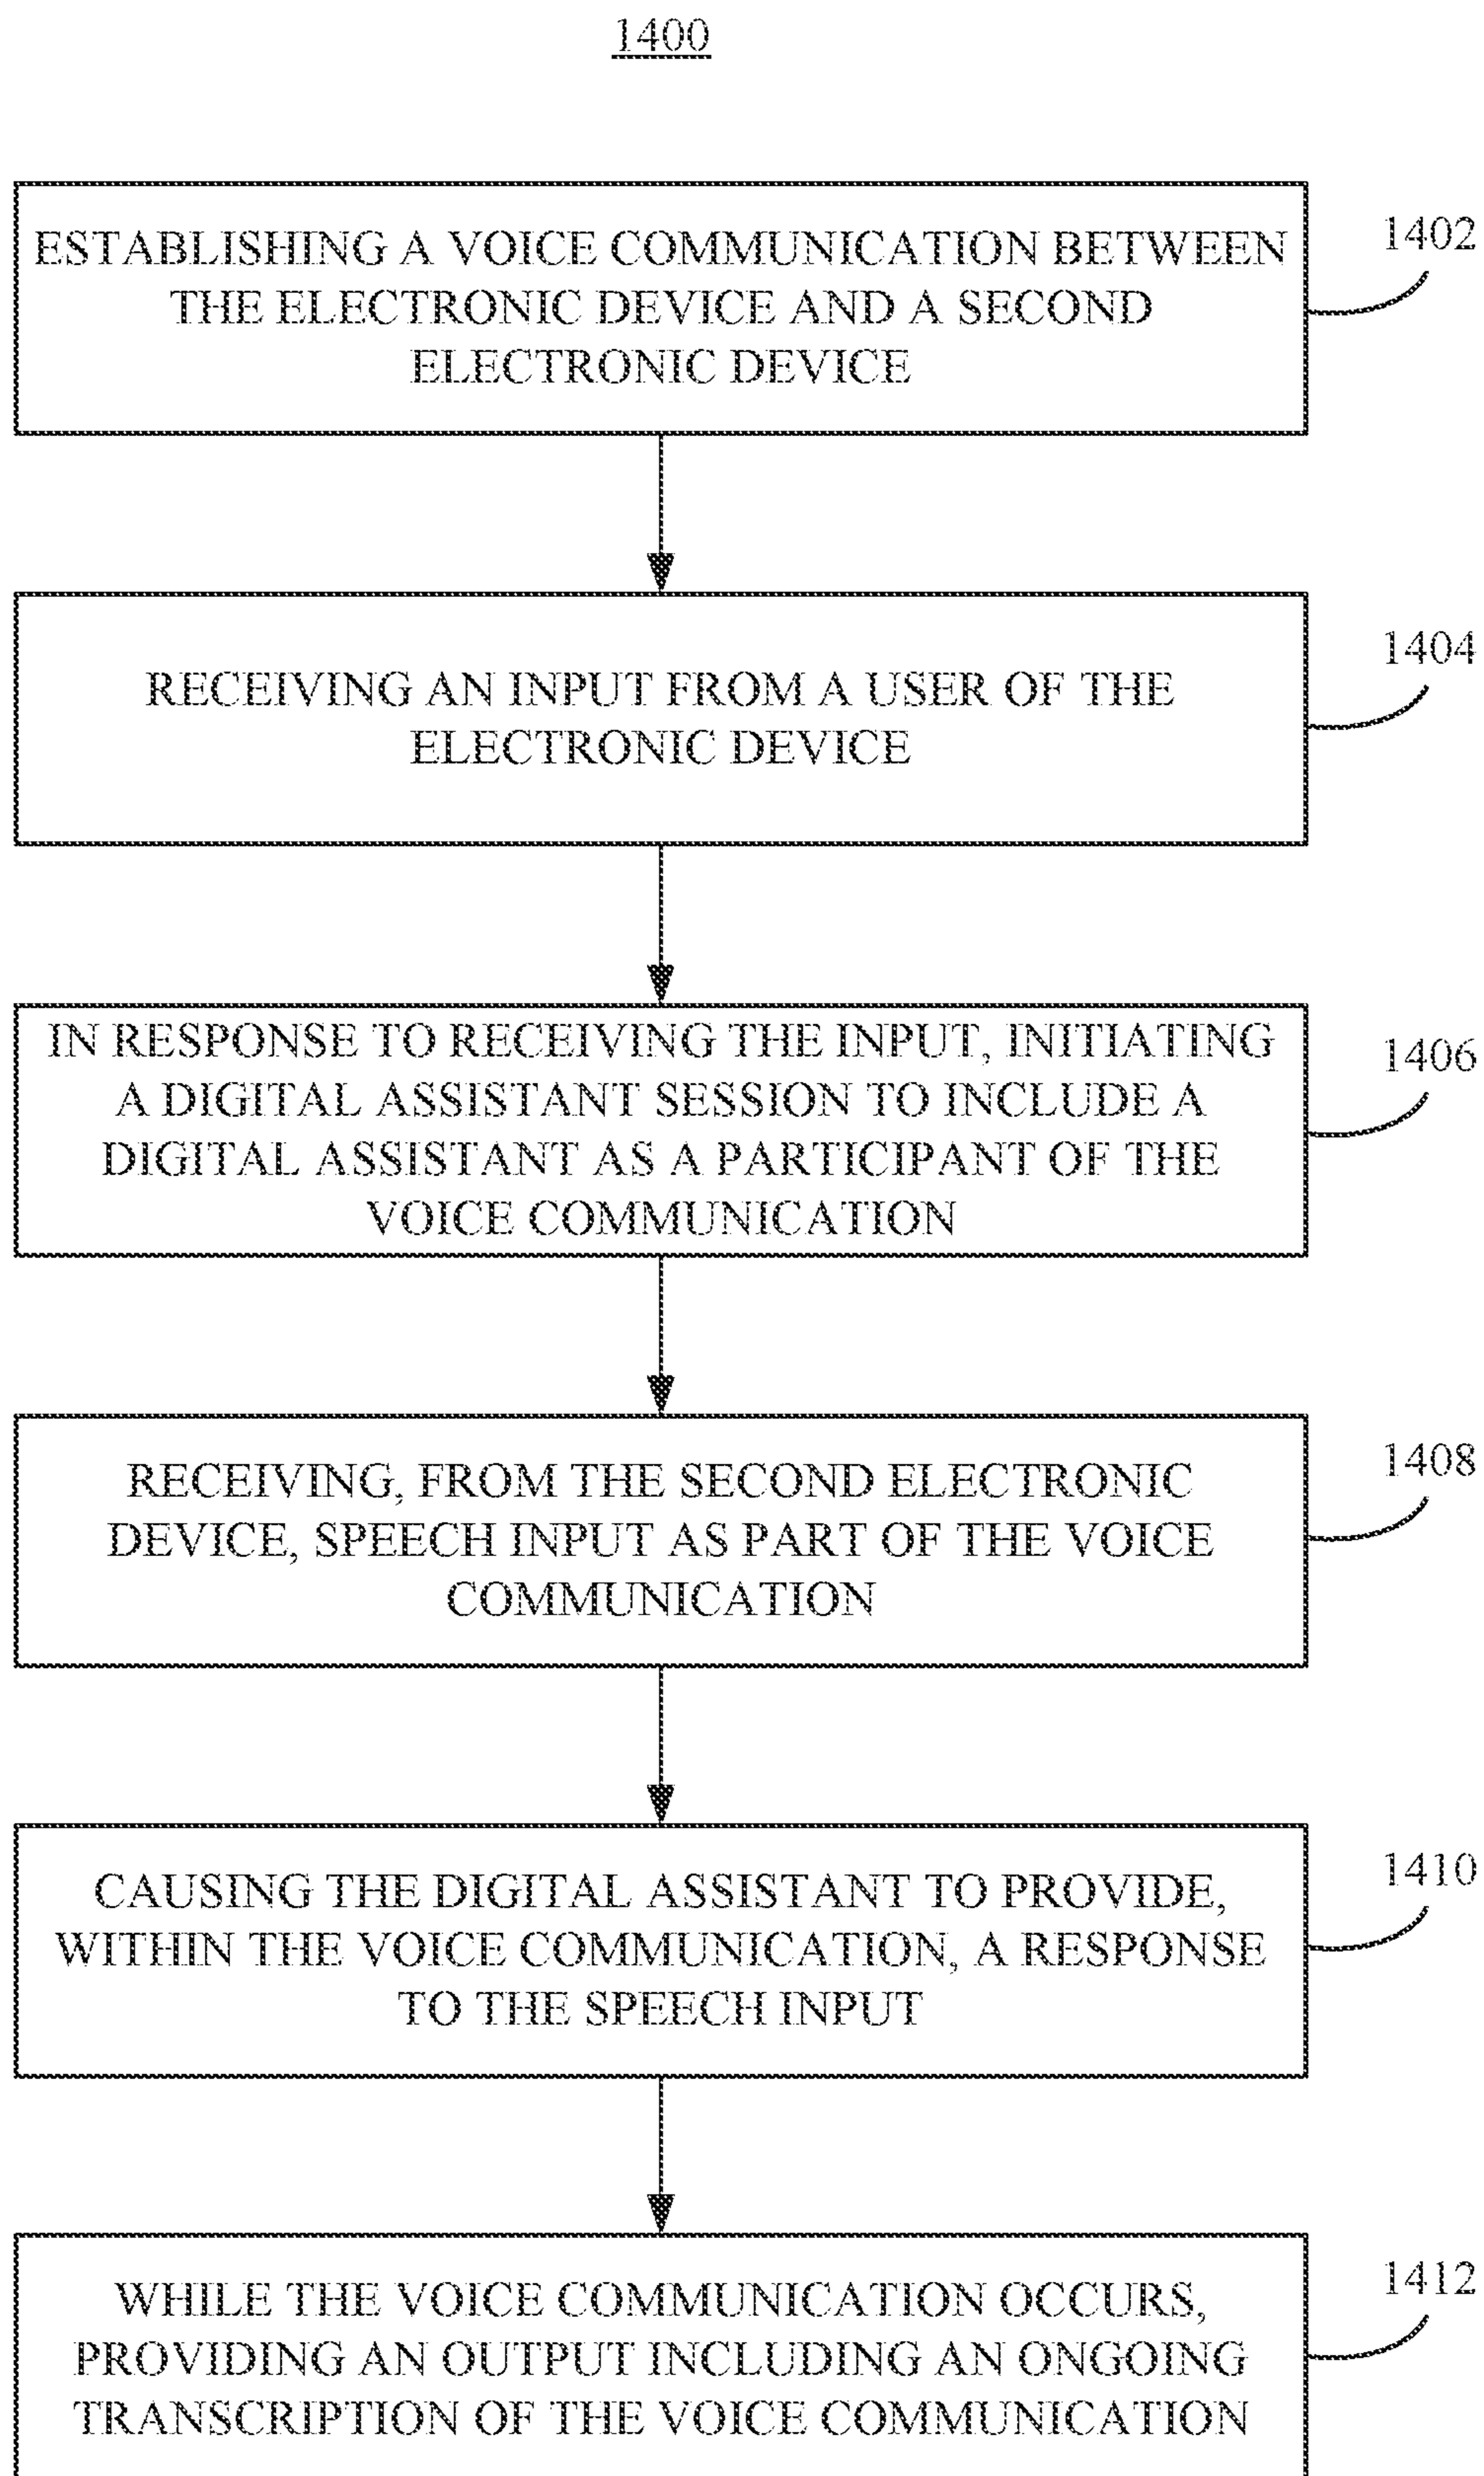 1400
ESTABLISHING A VOICE COMMUNICATION BETWEEN
THE ELECTRONIC DEVICE AND A SECOND
ELECTRONIC DEVICE
1402
RECEIVING AN INPUT FROM A USER OF THE
ELECTRONIC DEVICE
1404
IN RESPONSE TO RECEIVING THE INPUT, INITIATING
A DIGITAL ASSISTANT SESSION TO INCLUDE A
DIGITAL ASSISTANT AS A PARTICIPANT OF THE
VOICE COMMUNICATION
1406
RECEIVING, FROM THE SECOND ELECTRONIC
DEVICE, SPEECH INPUT AS PART OF THE VOICE
COMMUNICATION
1408
CAUSING THE DIGITAL ASSISTANT TO PROVIDE,
WITHIN THE VOICE COMMUNICATION, A RESPONSE
TO THE SPEECH INPUT
1410
WHILE THE VOICE COMMUNICATION OCCURS,
PROVIDING AN OUTPUT INCLUDING AN ONGOING
TRANSCRIPTION OF THE VOICE COMMUNICATION
1412